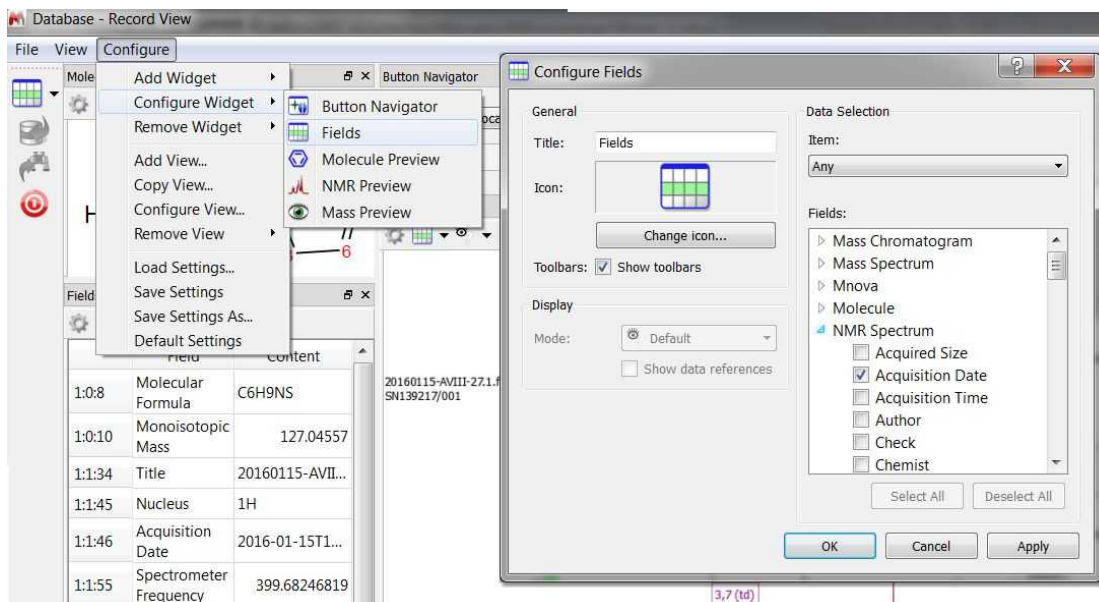 Database - Record View
File View Configure
Mole
Add Widget
Configure Widget
Remove Widget
Add View...
Copy View...
Configure View...
Remove View
Load Settings...
Save Settings
Save Settings As...
Default Settings
Button Navigator
Fields
Molecule Preview
NMR Preview
Mass Preview
Button Navigator
H
6
Field
Content
1:0:8 Molecular Formula C6H9NS
1:0:10 Monoisotopic Mass 127.04557
1:1:34 Title 20160115-AVII...
1:1:45 Nucleus 1H
1:1:46 Acquisition Date 2016-01-15T1...
1:1:55 Spectrometer Frequency 399.68246819
20160115-AVIII-27.1.f
SN139217/001
3,7 (td)
Configure Fields
General
Title: Fields
Icon:
Change icon...
Toolbars: Show toolbars
Display
Mode: Default
Show data references
Data Selection
Item:
Any
Fields:
Mass Chromatogram
Mass Spectrum
Mnova
Molecule
NMR Spectrum
Acquired Size
Acquisition Date
Acquisition Time
Author
Check
Chemist
Select All Deselect All
OK Cancel Apply